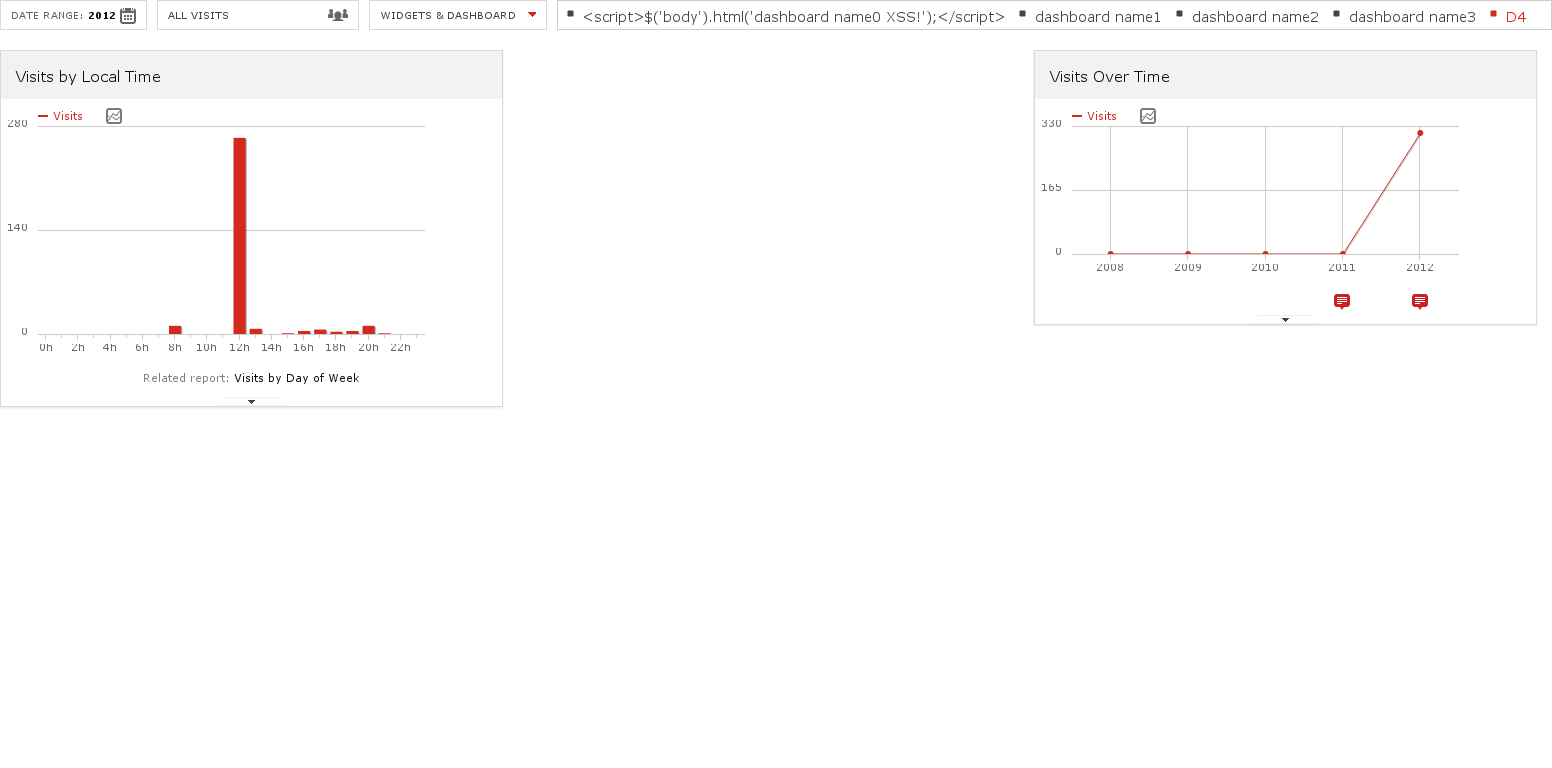 DATE RANGE: 2012
ALL VISITS
WIDGETS & DASHBOARD
<script>$('body').html('dashboard name0 XSS!');</script> dashboard name1 dashboard name2 dashboard name3 D4
Visits by Local Time
Visits
280
140
0
0h 2h 4h 6h 8h 10h 12h 14h 16h 18h 20h 22h
Related report: Visits by Day of Week
Visits Over Time
Visits
330
165
0
2008 2009 2010 2011 2012